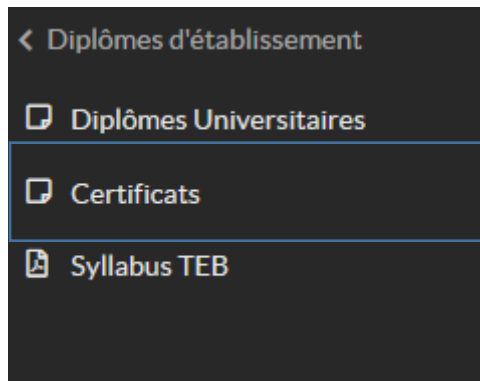 Diplômes d'établissement
Diplômes Universitaires
Certificats
Syllabus TEB